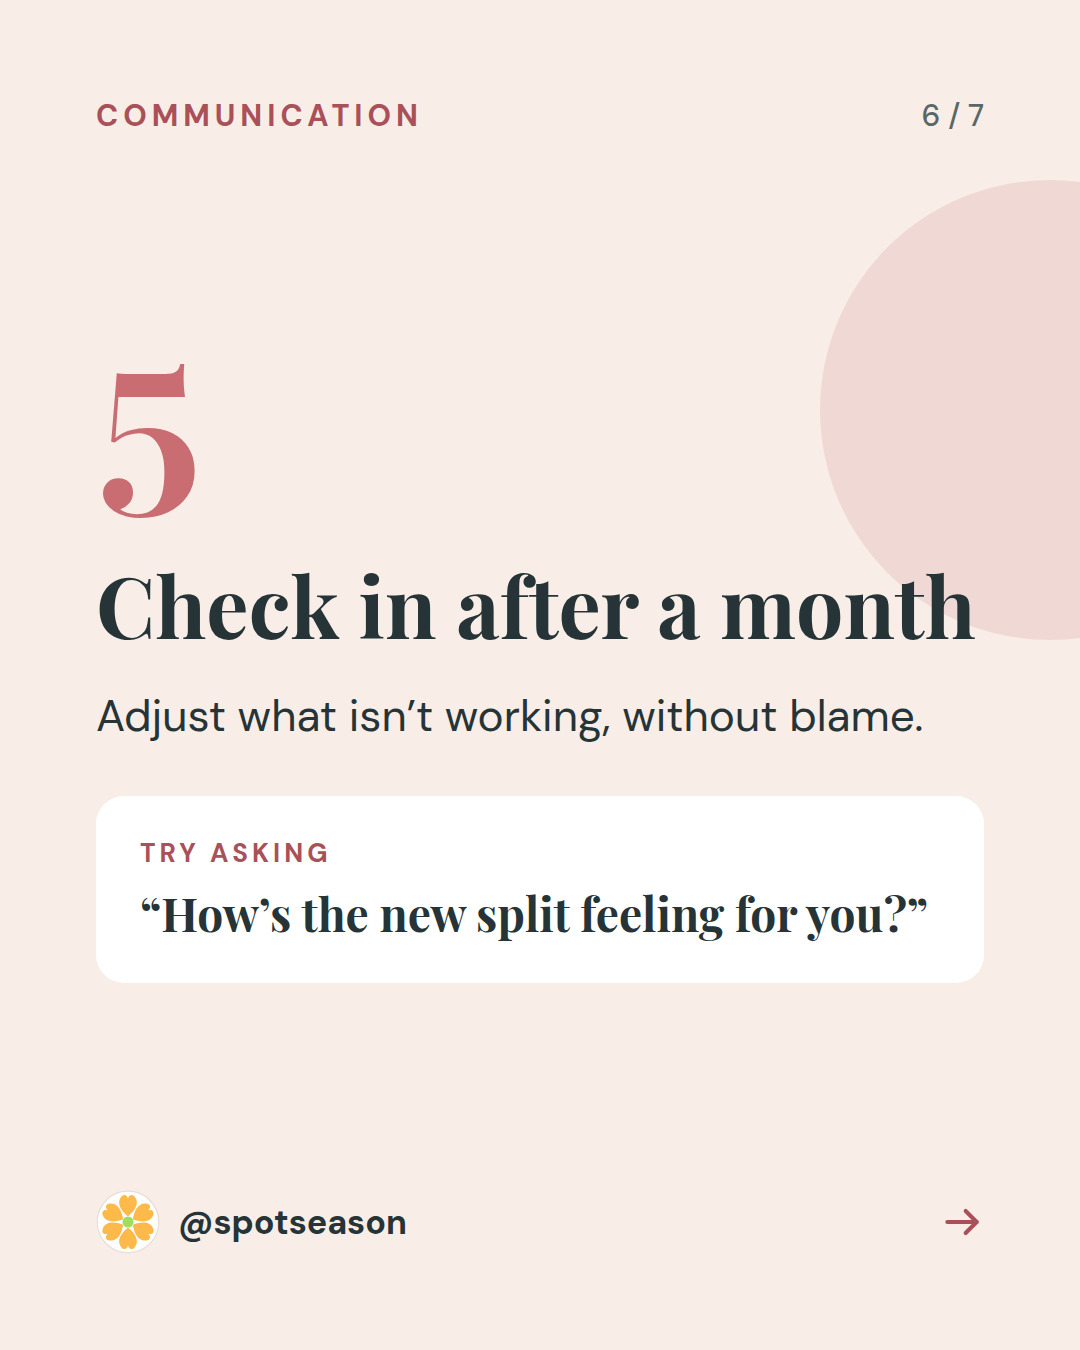 COMMUNICATION
6 / 7
5
Check in after a month
Adjust what isn’t working, without blame.
TRY ASKING
“How’s the new split feeling for you?”
@spotseason